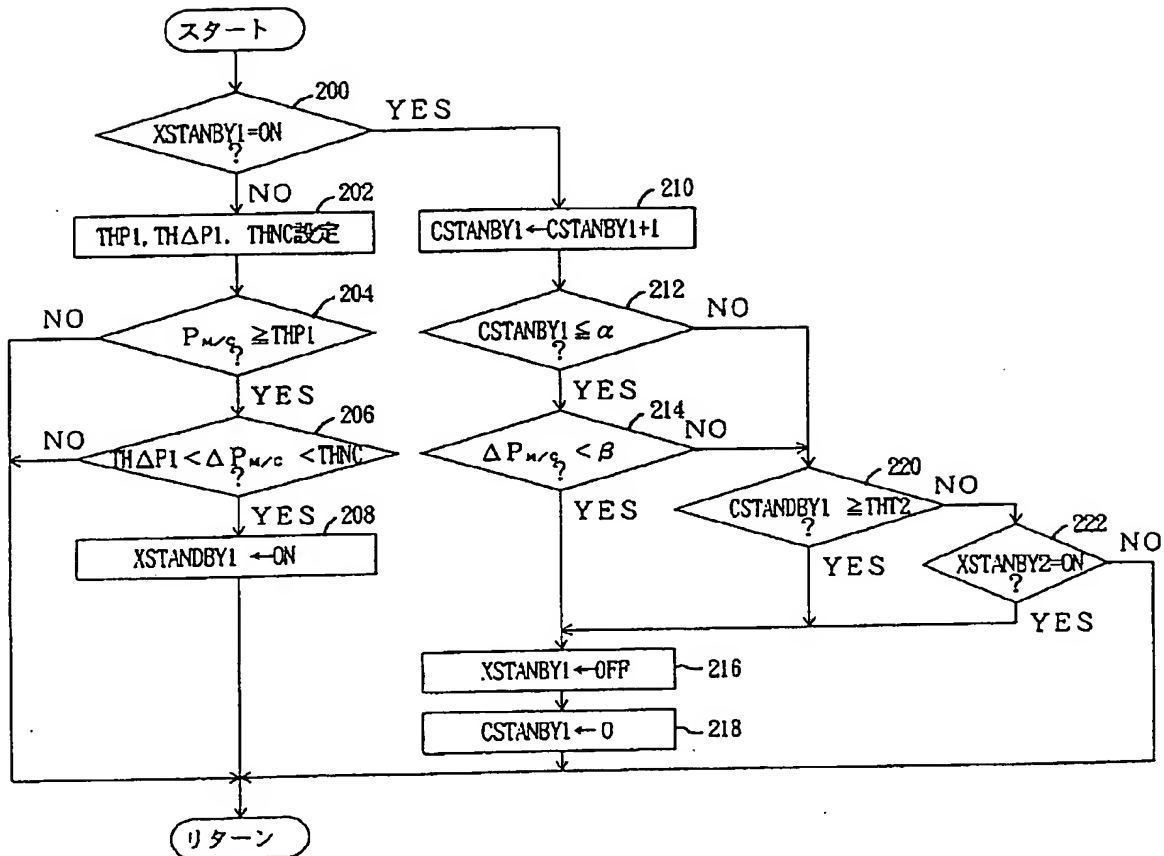 スタート
200
XSTANBY1=ON
?
YES
NO
202
THP1, THΔP1. THNC設定
204
NO
PM/C ≧THP1
?
YES
206
NO
THΔP1<ΔPM/C <THNC
?
YES
208
XSTANDBY1 ←ON
210
CSTANBY1←CSTANBY1+1
212
NO
CSTANBY1≦α
?
YES
214
NO
ΔPM/C <β
?
YES
220
NO
CSTANDBY1 ≧THT2
?
YES
222
NO
XSTANBY2=ON
?
YES
XSTANBY1←OFF
216
CSTANBY1←0
218
リターン